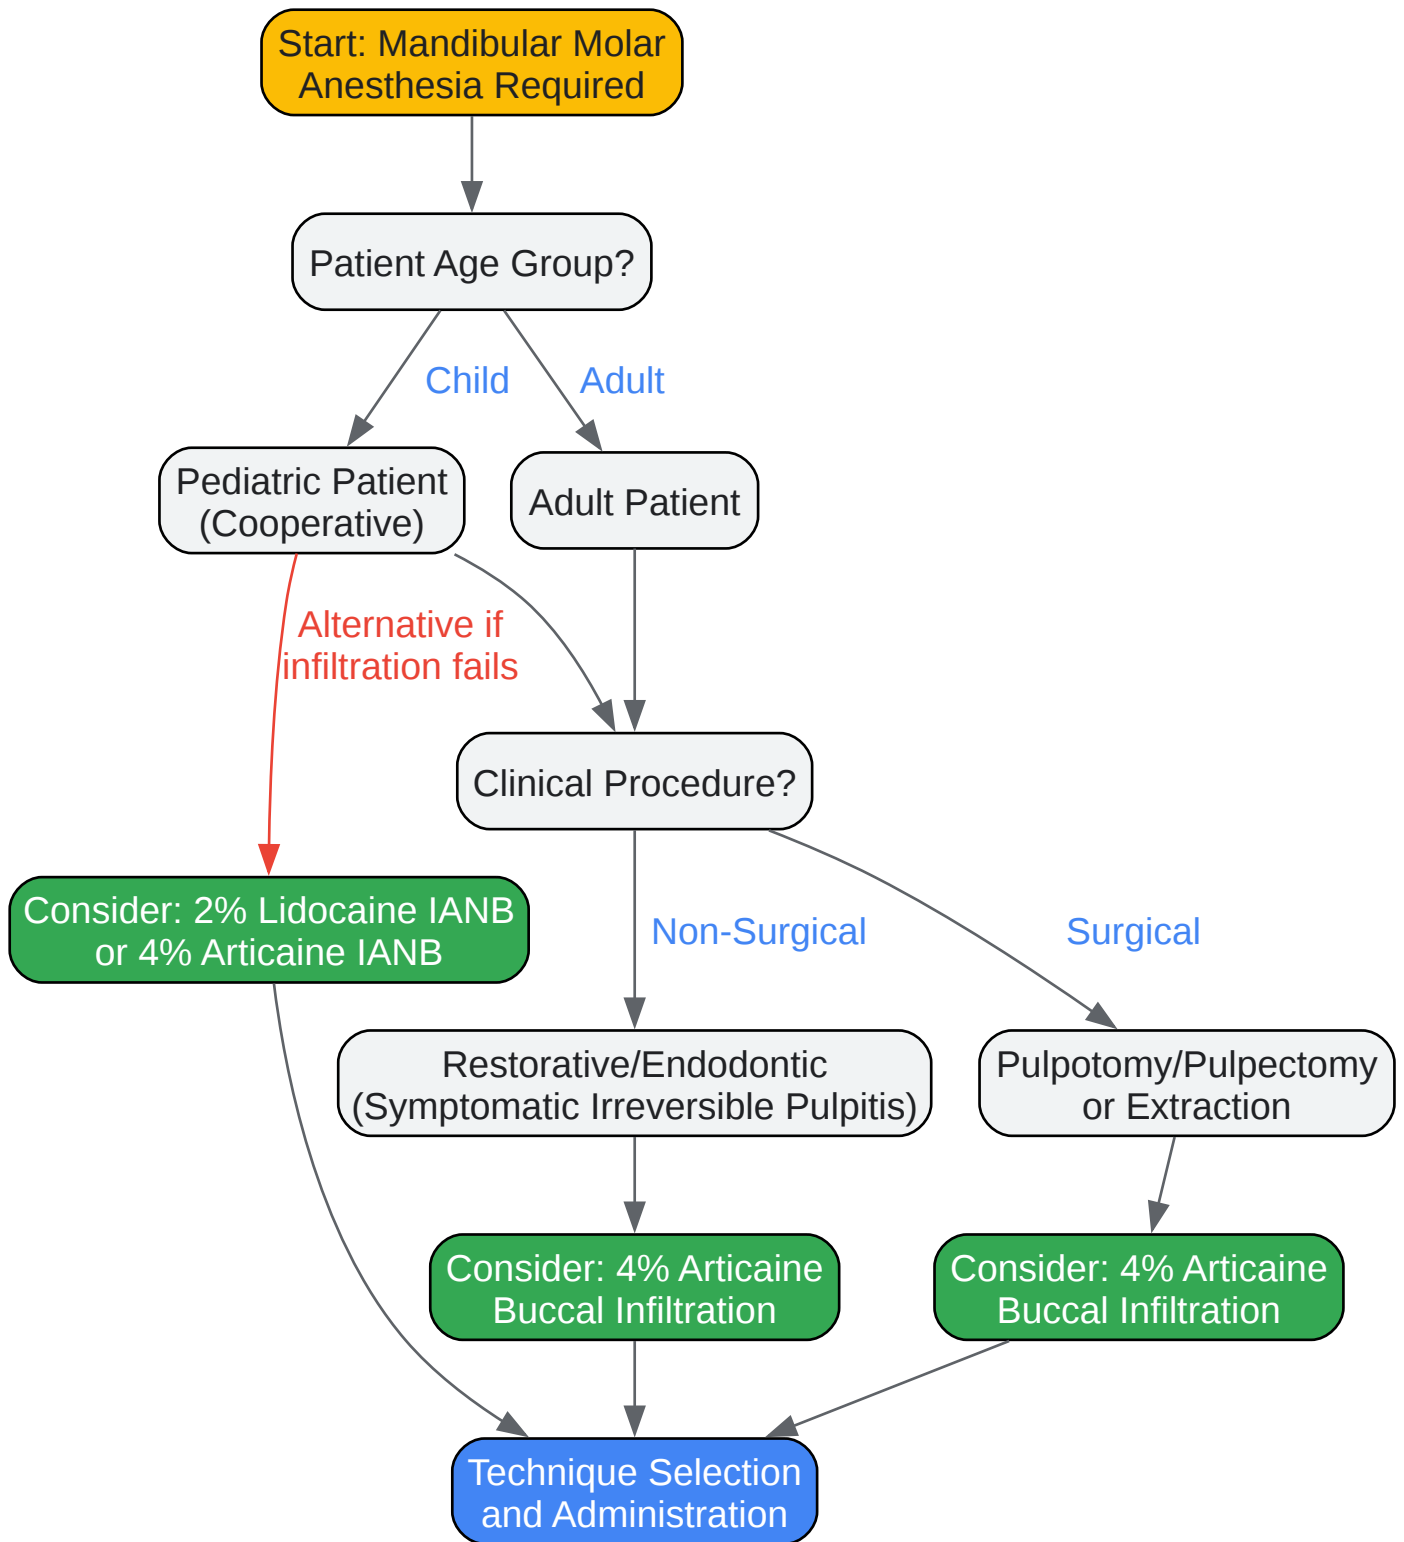 Start: Mandibular Molar
Anesthesia Required
Patient Age Group?
Child
Adult
Pediatric Patient
(Cooperative)
Adult Patient
Alternative if
infiltration fails
Clinical Procedure?
Consider: 2% Lidocaine IANB
or 4% Articaine IANB
Non-Surgical
Surgical
Restorative/Endodontic
(Symptomatic Irreversible Pulpitis)
Pulpotomy/Pulpectomy
or Extraction
Consider: 4% Articaine
Buccal Infiltration
Consider: 4% Articaine
Buccal Infiltration
Technique Selection
and Administration